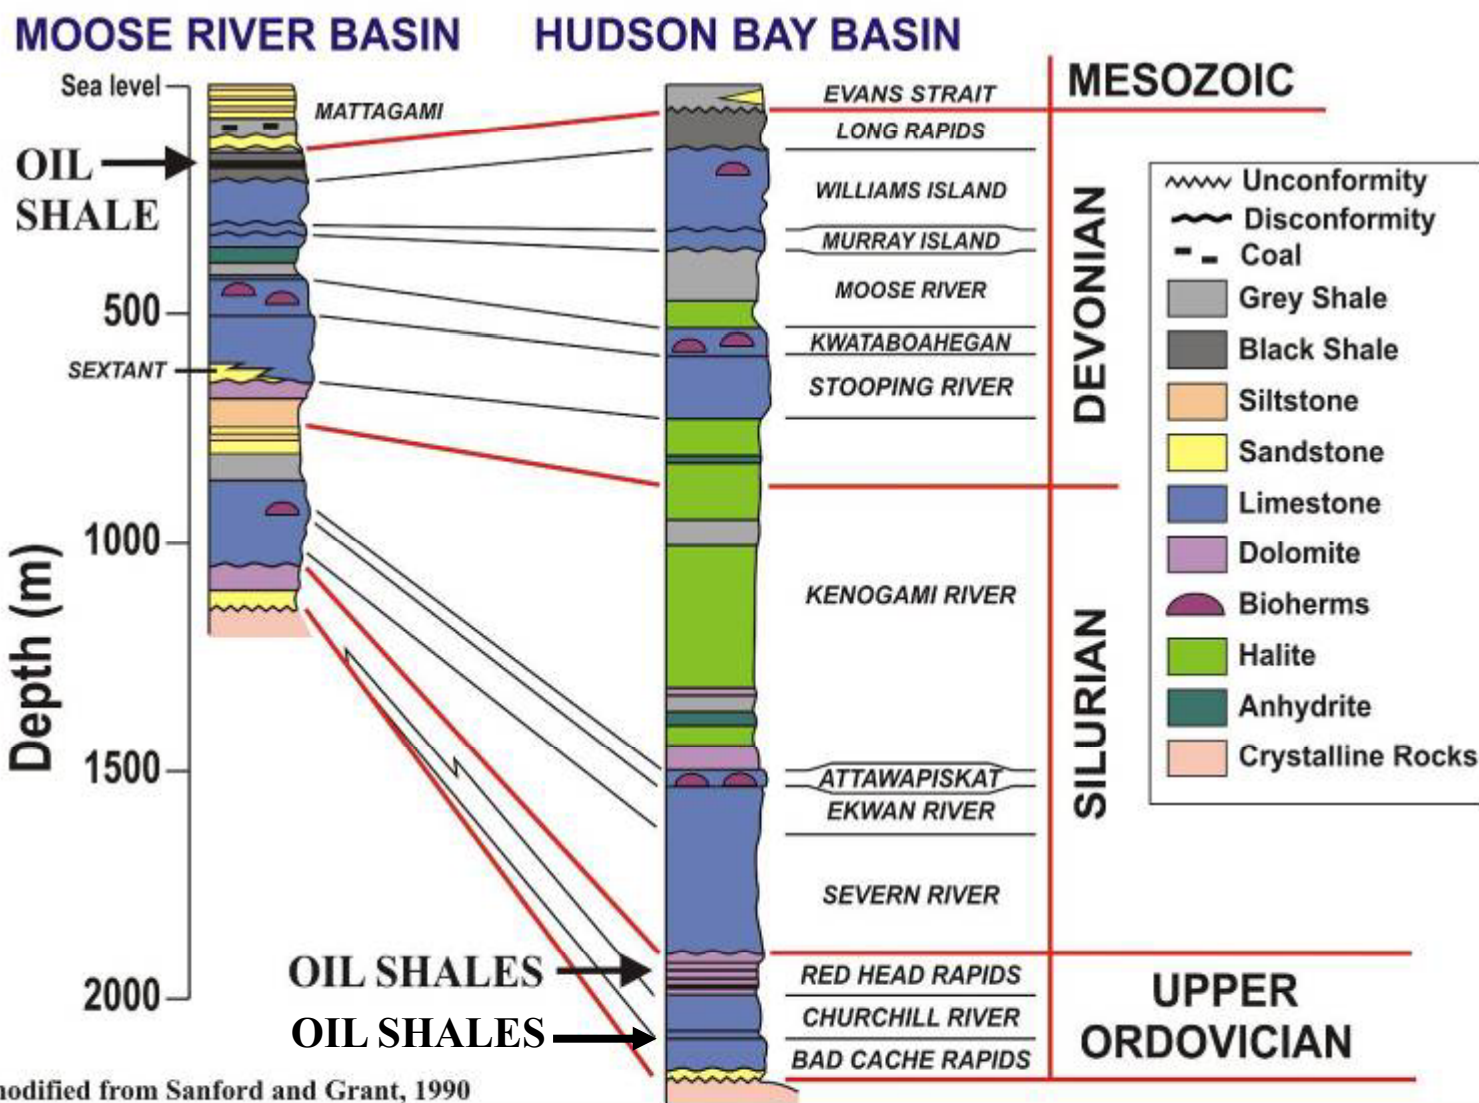 MOOSE RIVER BASIN
HUDSON BAY BASIN
Sea level
MATTAGAMI
OIL
SHALE
500
SEXTANT
1000
Depth (m)
1500
2000
OIL SHALES
OIL SHALES
EVANS STRAIT
LONG RAPIDS
WILLIAMS ISLAND
MURRAY ISLAND
MOOSE RIVER
KWATABOAHEGAN
STOOPING RIVER
KENOGAMI RIVER
ATTAWAPISKAT
EKWAN RIVER
SEVERN RIVER
RED HEAD RAPIDS
CHURCHILL RIVER
BAD CACHE RAPIDS
MESOZOIC
DEVONIAN
SILURIAN
UPPER
ORDOVICIAN
Unconformity
Disconformity
Coal
Grey Shale
Black Shale
Siltstone
Sandstone
Limestone
Dolomite
Bioherms
Halite
Anhydrite
Crystalline Rocks
modified from Sanford and Grant, 1990